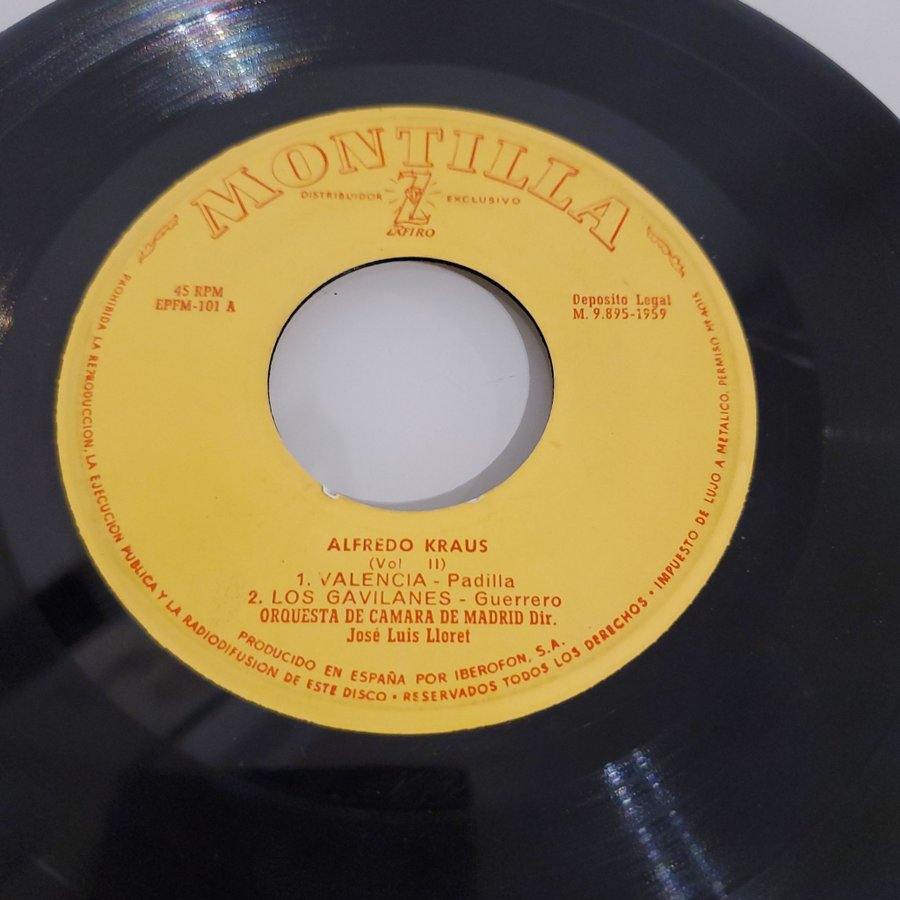 MONTILLA
DISTRIBUIDOR EXCLUSIVO
ZAFIRO
45 RPM
EPFM-101 A
Deposito Legal
M. 9.895-1959
ALFREDO KRAUS
(Vol II)
1. VALENCIA - Padilla
2. LOS GAVILANES - Guerrero
ORQUESTA DE CAMARA DE MADRID Dir.
José Luis Lloret
PRODUCIDO EN ESPAÑA POR IBEROFON, S.A.
PROHIBIDA LA REPRODUCCION, LA EJECUCION PUBLICA Y LA RADIODIFUSION DE ESTE DISCO • RESERVADOS TODOS LOS DERECHOS • IMPUESTO DE LUJO A METALICO, PERMISO